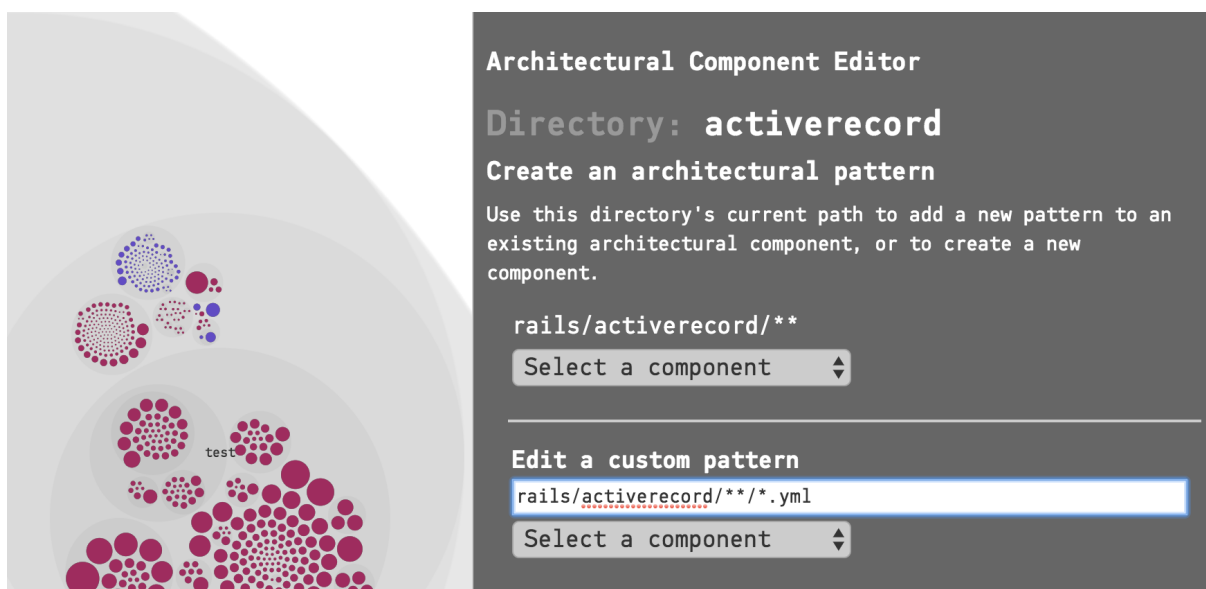 Architectural Component Editor
Directory: activerecord
Create an architectural pattern
Use this directory's current path to add a new pattern to an
existing architectural component, or to create a new
component.
rails/activerecord/**
Select a component
Edit a custom pattern
rails/activerecord/**/*.yml
Select a component
test